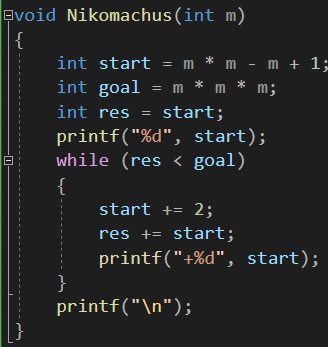 void Nikomachus(int m)
{
    int start = m * m - m + 1;
    int goal = m * m * m;
    int res = start;
    printf("%d", start);
    while (res < goal)
    {
        start += 2;
        res += start;
        printf("+%d", start);
    }
    printf("\n");
}